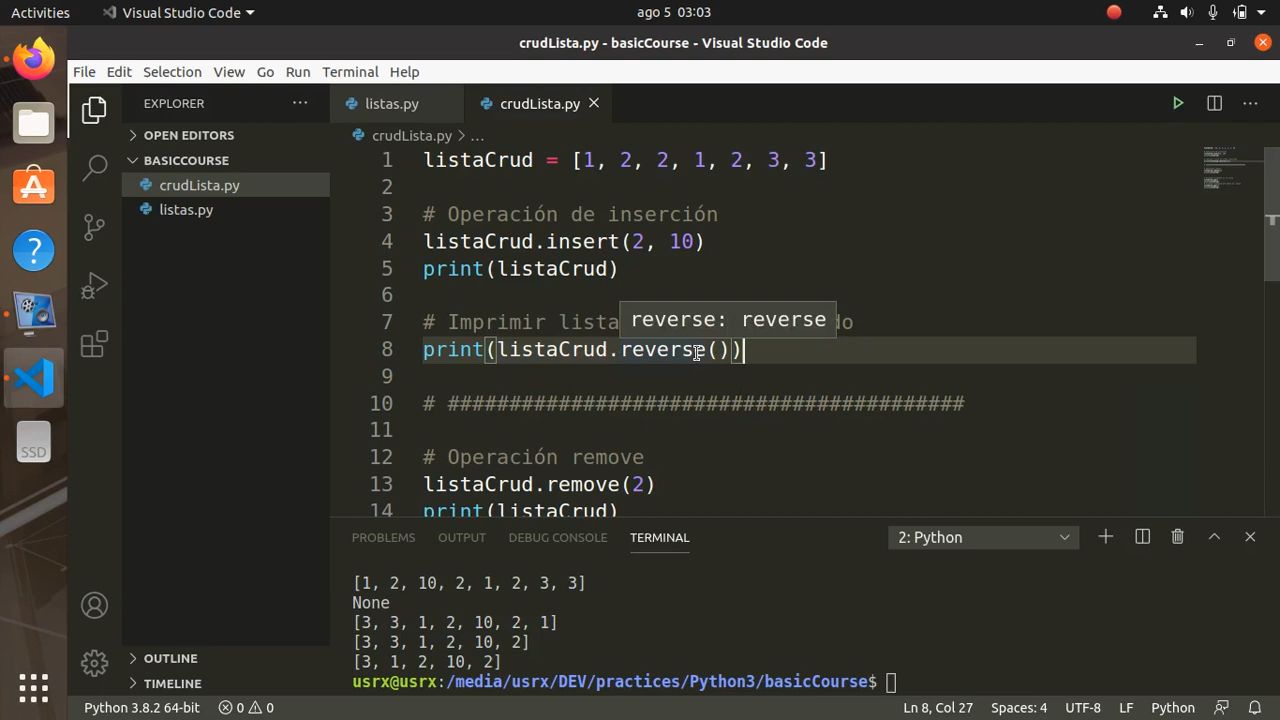 Activities
Visual Studio Code
ago 5 03:03
crudLista.py - basicCourse - Visual Studio Code
File Edit Selection View Go Run Terminal Help
EXPLORER
OPEN EDITORS
BASICCOURSE
crudLista.py
listas.py
OUTLINE
TIMELINE
SSD
listas.py
crudLista.py
crudLista.py > ...
1 listaCrud = [1, 2, 2, 1, 2, 3, 3]
2
3 # Operación de inserción
4 listaCrud.insert(2, 10)
5 print(listaCrud)
6
7 # Imprimir lista do
reverse: reverse
8 print(listaCrud.reverse())
9
10 # ##########################################
11
12 # Operación remove
13 listaCrud.remove(2)
14 print(listaCrud)
PROBLEMS OUTPUT DEBUG CONSOLE TERMINAL
2: Python
[1, 2, 10, 2, 1, 2, 3, 3]
None
[3, 3, 1, 2, 10, 2, 1]
[3, 3, 1, 2, 10, 2]
[3, 1, 2, 10, 2]
usrx@usrx:/media/usrx/DEV/practices/Python3/basicCourse$
Python 3.8.2 64-bit
0 0
Ln 8, Col 27
Spaces: 4
UTF-8
LF
Python